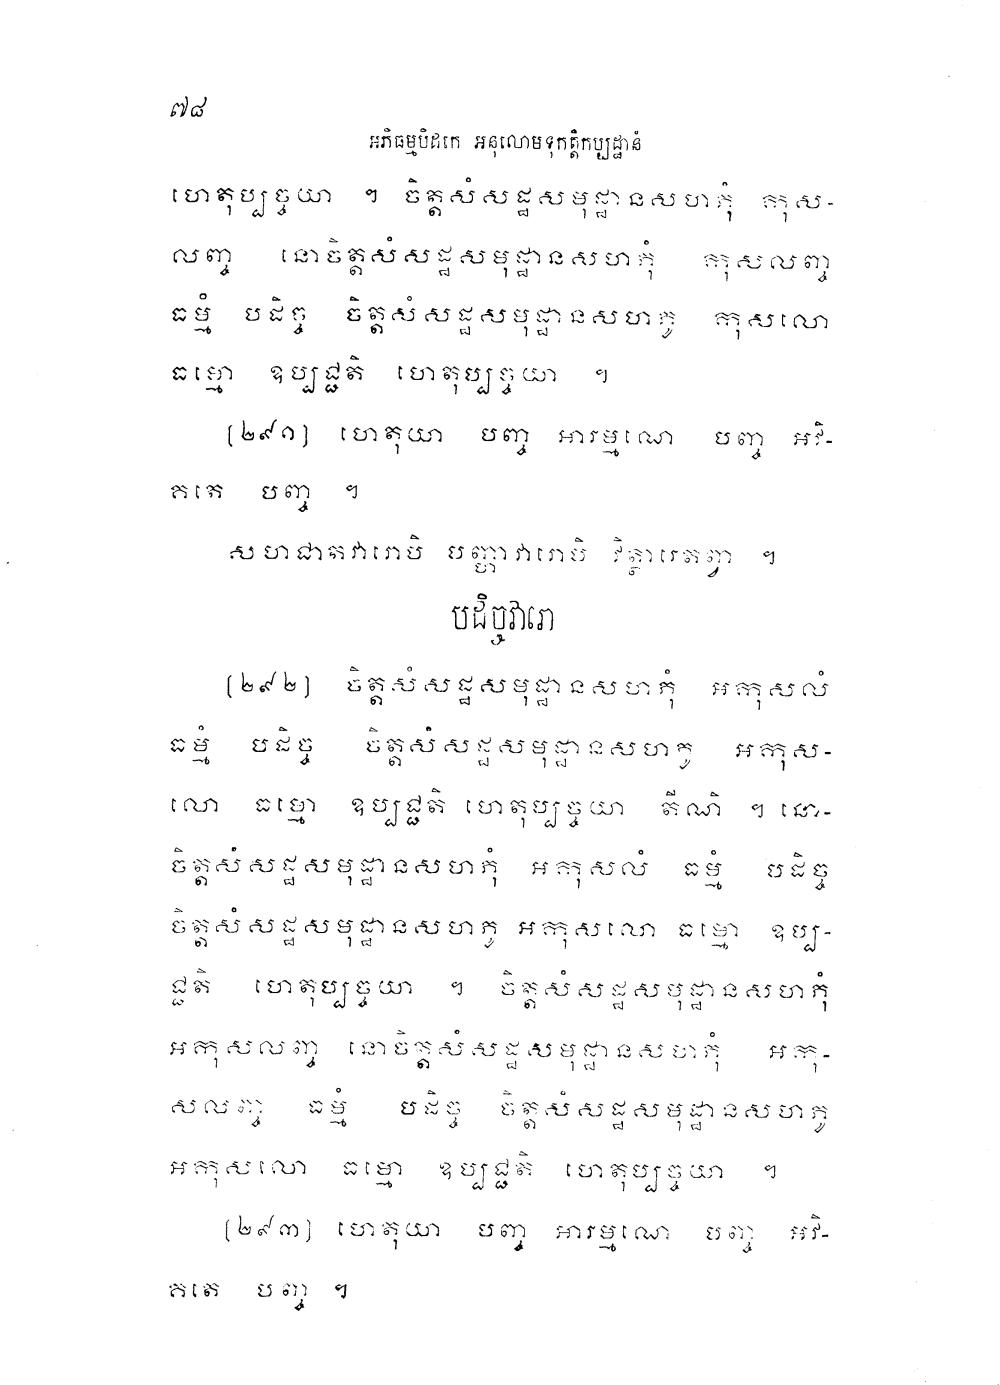 ៧៨
អភិធម្មបិដកេ អនុលោមទុកត្តិកប្បដ្ឋានំ
ហេតុប្បច្ចយា ។ ចិត្តសំសដ្ឋសមុដ្ឋានសហភុំ កុស-
លញ្ច នោចិត្តសំសដ្ឋសមុដ្ឋានសហភុំ កុសលញ្ច
ធម្មំ បដិច្ច ចិត្តសំសដ្ឋសមុដ្ឋានសហភូ កុសលោ
ធម្មោ ឧប្បជ្ជតិ ហេតុប្បច្ចយា ។
(២៩១) ហេតុយា បញ្ច អារម្មណេ បញ្ច អវិ-
គតេ បញ្ច ។
សហជាតវារោបិ បញ្ហាវារោបិ វិត្ថារេតព្វា ។
បដិច្ចវារោ
(២៩២) ចិត្តសំសដ្ឋសមុដ្ឋានសហភុំ អកុសលំ
ធម្មំ បដិច្ច ចិត្តសំសដ្ឋសមុដ្ឋានសហភូ អកុស-
លោ ធម្មោ ឧប្បជ្ជតិ ហេតុប្បច្ចយា តីណិ ។ នោ-
ចិត្តសំសដ្ឋសមុដ្ឋានសហភុំ អកុសលំ ធម្មំ បដិច្ច
ចិត្តសំសដ្ឋសមុដ្ឋានសហភូ អកុសលោ ធម្មោ ឧប្ប-
ជ្ជតិ ហេតុប្បច្ចយា ។ ចិត្តសំសដ្ឋសមុដ្ឋានសហភុំ
អកុសលញ្ច នោចិត្តសំសដ្ឋសមុដ្ឋានសហភុំ អកុ-
សលញ្ច ធម្មំ បដិច្ច ចិត្តសំសដ្ឋសមុដ្ឋានសហភូ
អកុសលោ ធម្មោ ឧប្បជ្ជតិ ហេតុប្បច្ចយា ។
(២៩៣) ហេតុយា បញ្ច អារម្មណេ បញ្ច អវិ-
គតេ បញ្ច ។